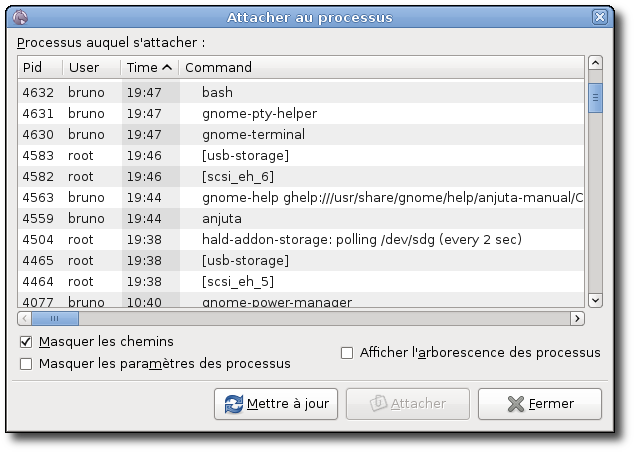 Attacher au processus
Processus auquel s'attacher :
Pid User Time Command
4632 bruno 19:47 bash
4631 bruno 19:47 gnome-pty-helper
4630 bruno 19:47 gnome-terminal
4583 root 19:46 [usb-storage]
4582 root 19:46 [scsi_eh_6]
4563 bruno 19:44 gnome-help ghelp:///usr/share/gnome/help/anjuta-manual/C
4559 bruno 19:44 anjuta
4504 root 19:38 hald-addon-storage: polling /dev/sdg (every 2 sec)
4465 root 19:38 [usb-storage]
4464 root 19:38 [scsi_eh_5]
4077 bruno 10:40 gnome-power-manager
Masquer les chemins
Afficher l'arborescence des processus
Masquer les paramètres des processus
Mettre à jour Attacher Fermer